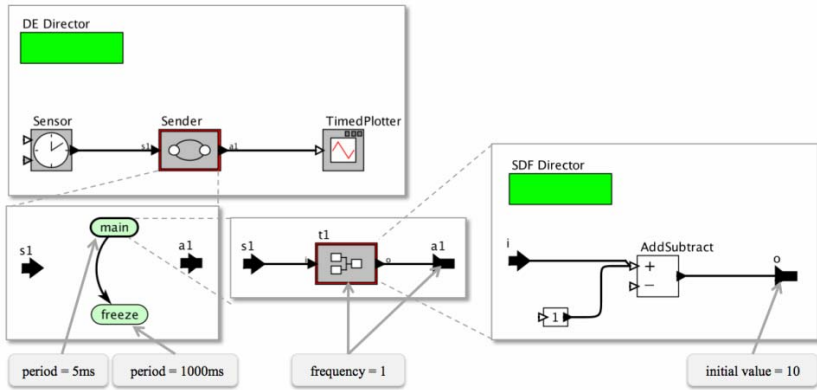 DE Director
Sensor
Sender
TimedPlotter
s1
a1
SDF Director
main
s1
a1
freeze
t1
s1
i
o
a1
i
AddSubtract
+
−
o
1
period = 5ms
period = 1000ms
frequency = 1
initial value = 10